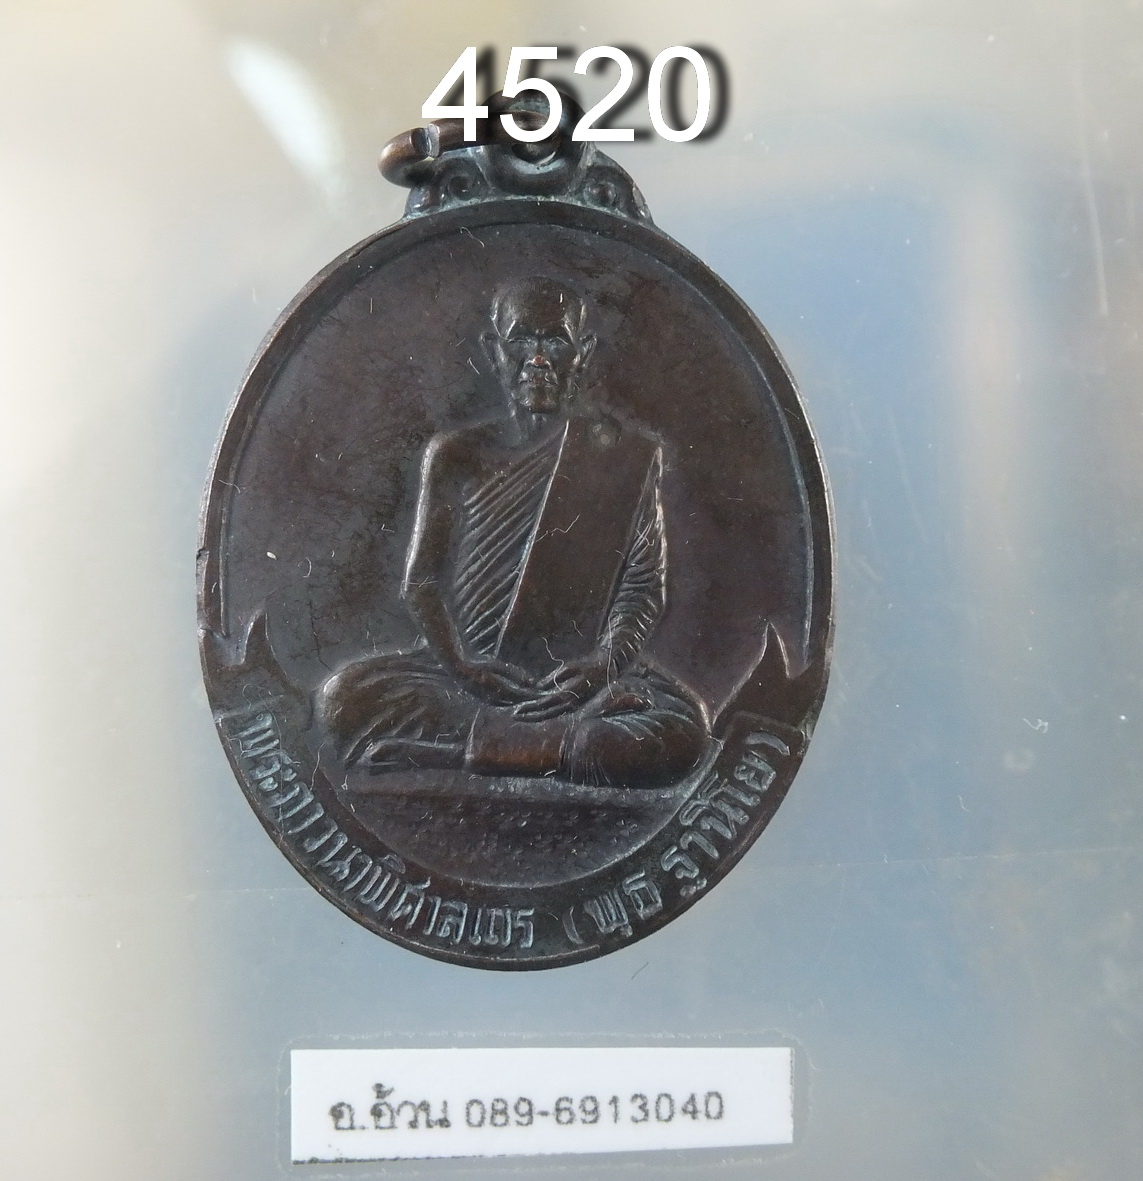 4520
พระภาวนาพิศาลเถร (พุธ ฐานิโย)
อ.อ้วน 089-6913040